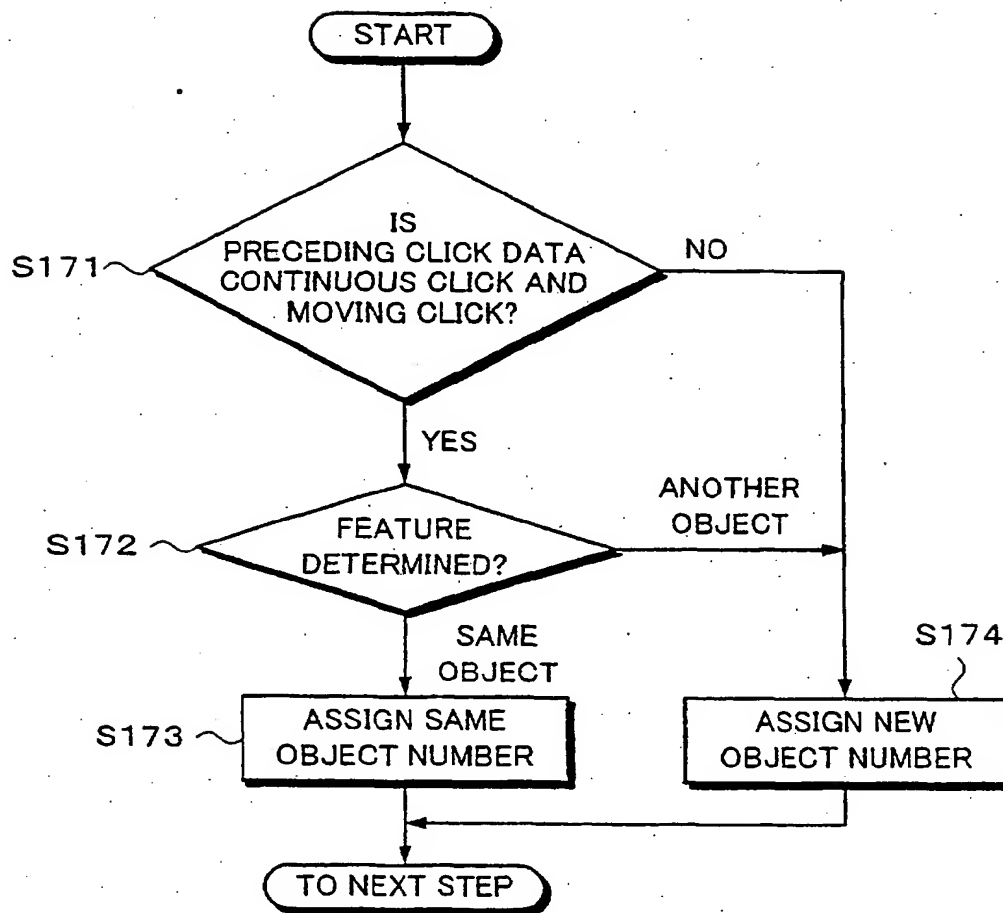 START
S171
IS
PRECEDING CLICK DATA
CONTINUOUS CLICK AND
MOVING CLICK?
NO
YES
S172
FEATURE
DETERMINED?
ANOTHER
OBJECT
SAME
OBJECT
S173
ASSIGN SAME
OBJECT NUMBER
S174
ASSIGN NEW
OBJECT NUMBER
TO NEXT STEP